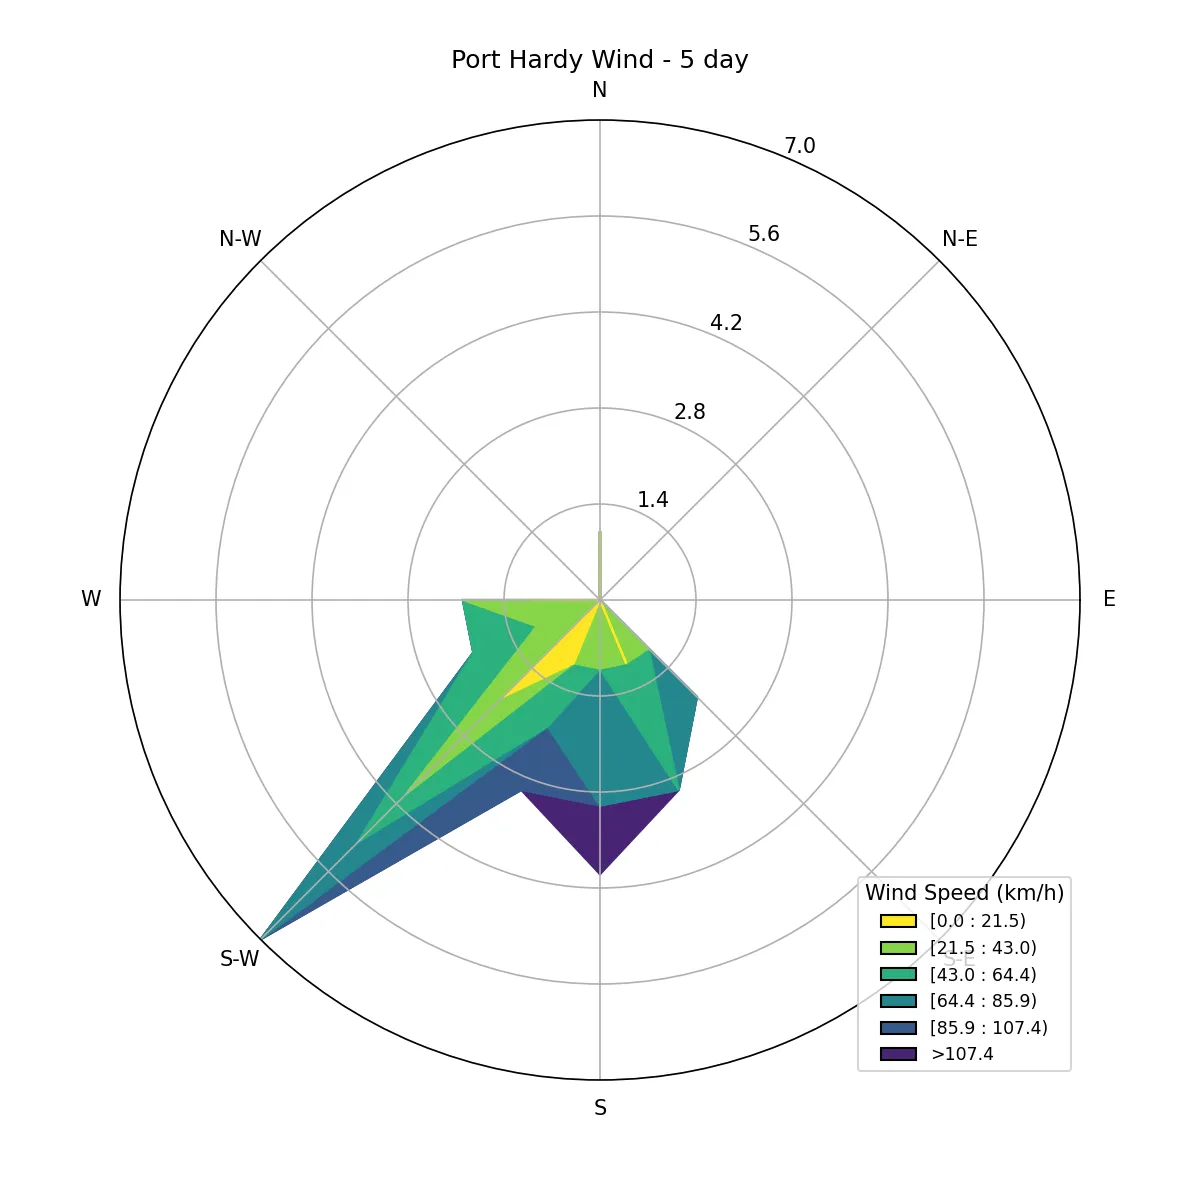 Port Hardy Wind - 5 day
N
7.0
N-W
N-E
5.6
4.2
2.8
1.4
W
E
S-W
S-E
Wind Speed (km/h)
[0.0 : 21.5)
[21.5 : 43.0)
[43.0 : 64.4)
[64.4 : 85.9)
[85.9 : 107.4)
>107.4
S